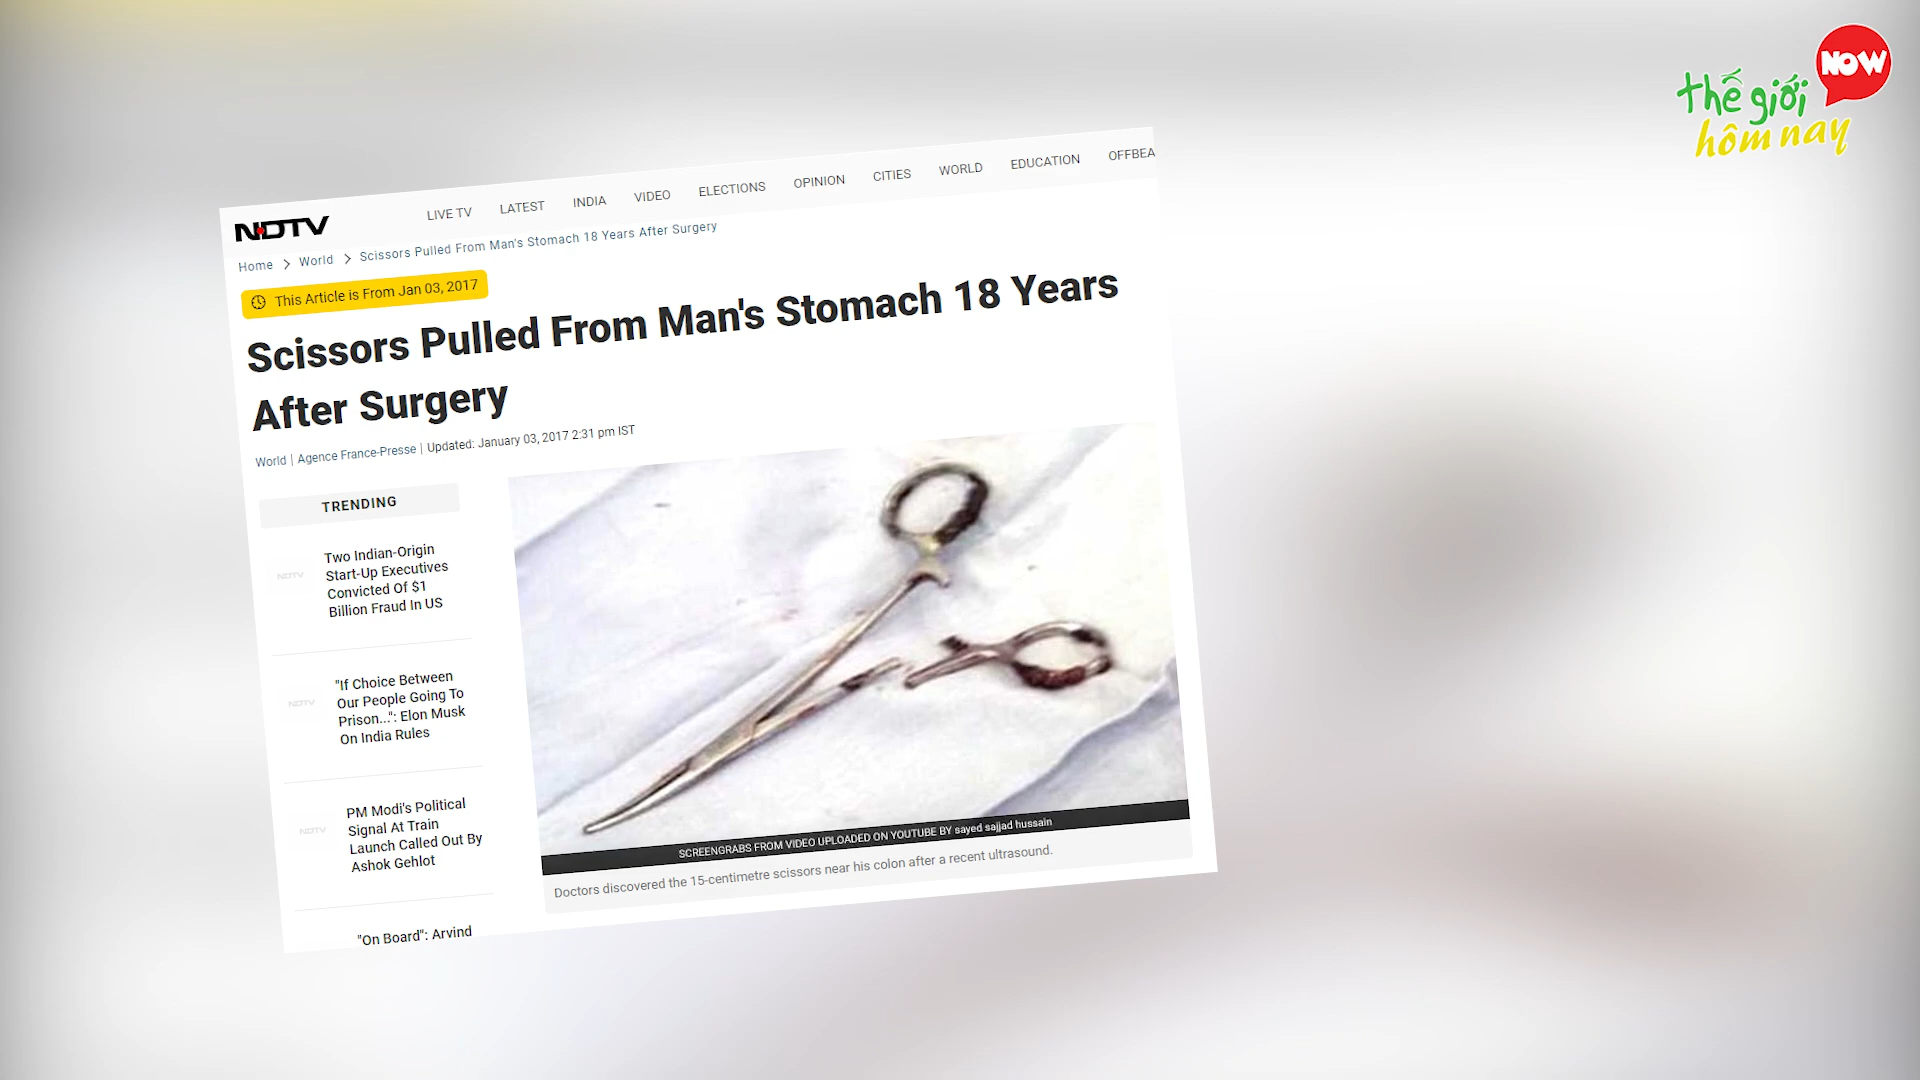 NOW
thế giới
hôm nay
NDTV
LIVE TV LATEST INDIA VIDEO ELECTIONS OPINION CITIES WORLD EDUCATION OFFBEA
Home > World > Scissors Pulled From Man's Stomach 18 Years After Surgery
This Article is From Jan 03, 2017
Scissors Pulled From Man's Stomach 18 Years
After Surgery
World | Agence France-Presse | Updated: January 03, 2017 2:31 pm IST
TRENDING
NDTV
Two Indian-Origin
Start-Up Executives
Convicted Of $1
Billion Fraud In US
NDTV
"If Choice Between
Our People Going To
Prison...": Elon Musk
On India Rules
NDTV
PM Modi's Political
Signal At Train
Launch Called Out By
Ashok Gehlot
"On Board": Arvind
SCREENGRABS FROM VIDEO UPLOADED ON YOUTUBE BY sayed sajjad hussain
Doctors discovered the 15-centimetre scissors near his colon after a recent ultrasound.